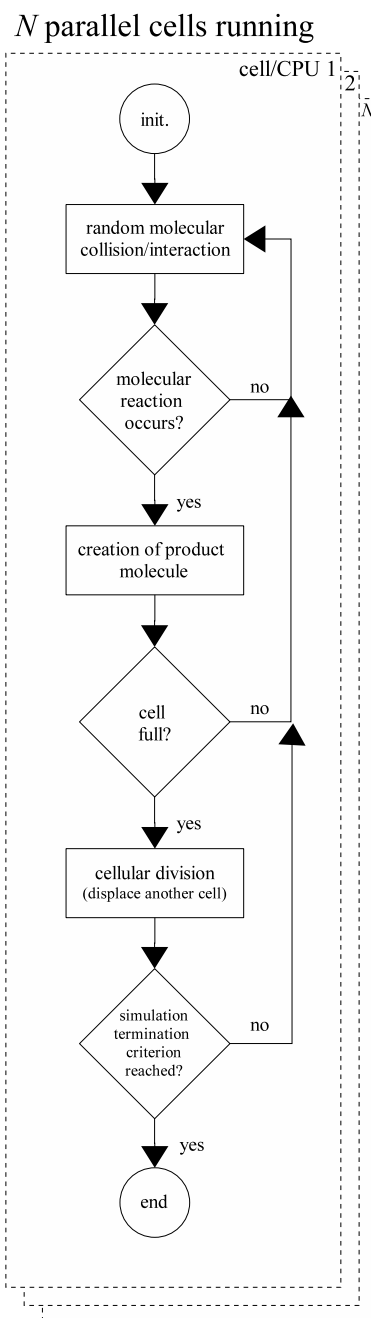 N parallel cells running
cell/CPU 1
2
N
init.
random molecular
collision/interaction
molecular
reaction
occurs?
no
yes
creation of product
molecule
cell
full?
no
yes
cellular division
(displace another cell)
simulation
termination
criterion
reached?
no
yes
end